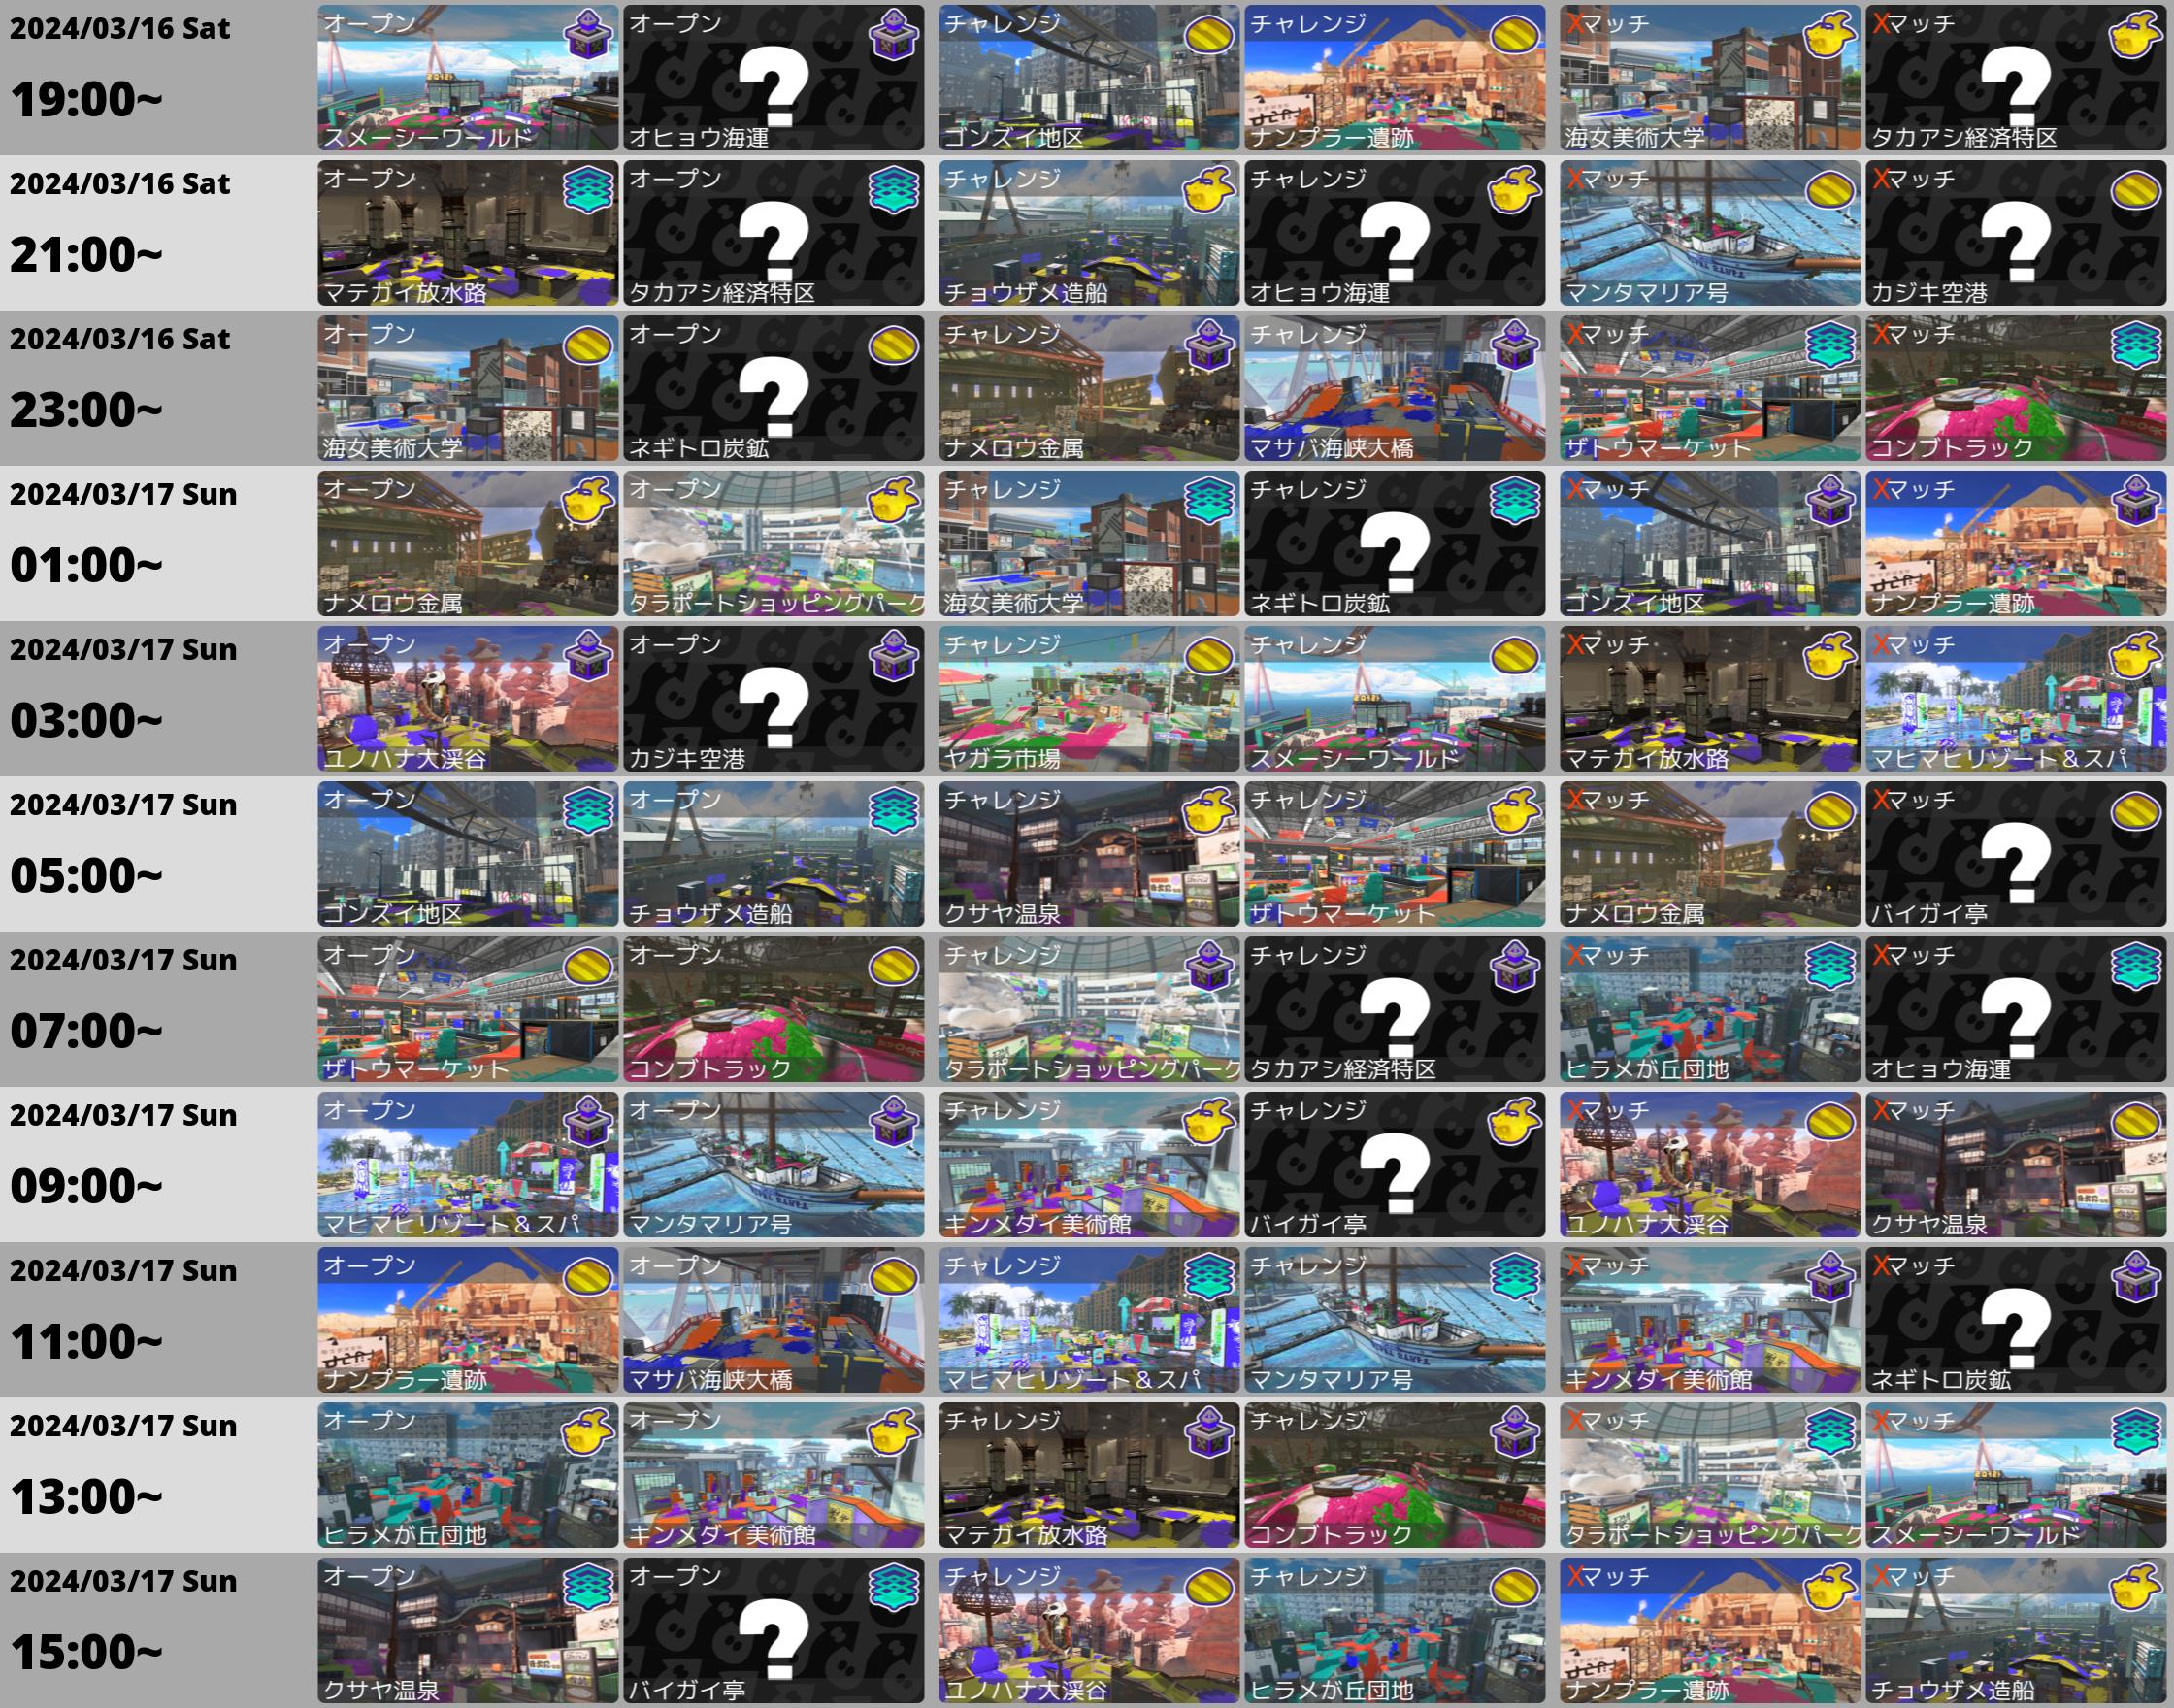 2024/03/16 Sat
19:00~
オープン オープン チャレンジ チャレンジ Xマッチ Xマッチ
スメーシーワールド オヒョウ海運 ゴンズイ地区 ナンプラー遺跡 海女美術大学 タカアシ経済特区
2024/03/16 Sat
21:00~
オープン オープン チャレンジ チャレンジ Xマッチ Xマッチ
マテガイ放水路 タカアシ経済特区 チョウザメ造船 オヒョウ海運 マンタマリア号 カジキ空港
2024/03/16 Sat
23:00~
オープン オープン チャレンジ チャレンジ Xマッチ Xマッチ
海女美術大学 ネギトロ炭鉱 ナメロウ金属 マサバ海峡大橋 ザトウマーケット コンブトラック
2024/03/17 Sun
01:00~
オープン オープン チャレンジ チャレンジ Xマッチ Xマッチ
ナメロウ金属 タラポートショッピングパーク 海女美術大学 ネギトロ炭鉱 ゴンズイ地区 ナンプラー遺跡
2024/03/17 Sun
03:00~
オープン オープン チャレンジ チャレンジ Xマッチ Xマッチ
ユノハナ大渓谷 カジキ空港 ヤガラ市場 スメーシーワールド マテガイ放水路 マヒマヒリゾート&スパ
2024/03/17 Sun
05:00~
オープン オープン チャレンジ チャレンジ Xマッチ Xマッチ
ゴンズイ地区 チョウザメ造船 クサヤ温泉 ザトウマーケット ナメロウ金属 バイガイ亭
2024/03/17 Sun
07:00~
オープン オープン チャレンジ チャレンジ Xマッチ Xマッチ
ザトウマーケット コンブトラック タラポートショッピングパーク タカアシ経済特区 ヒラメが丘団地 オヒョウ海運
2024/03/17 Sun
09:00~
オープン オープン チャレンジ チャレンジ Xマッチ Xマッチ
マヒマヒリゾート&スパ マンタマリア号 キンメダイ美術館 バイガイ亭 ユノハナ大渓谷 クサヤ温泉
2024/03/17 Sun
11:00~
オープン オープン チャレンジ チャレンジ Xマッチ Xマッチ
ナンプラー遺跡 マサバ海峡大橋 マヒマヒリゾート&スパ マンタマリア号 キンメダイ美術館 ネギトロ炭鉱
2024/03/17 Sun
13:00~
オープン オープン チャレンジ チャレンジ Xマッチ Xマッチ
ヒラメが丘団地 キンメダイ美術館 マテガイ放水路 コンブトラック タラポートショッピングパーク スメーシーワールド
2024/03/17 Sun
15:00~
オープン オープン チャレンジ チャレンジ Xマッチ Xマッチ
クサヤ温泉 バイガイ亭 ユノハナ大渓谷 ヒラメが丘団地 ナンプラー遺跡 チョウザメ造船